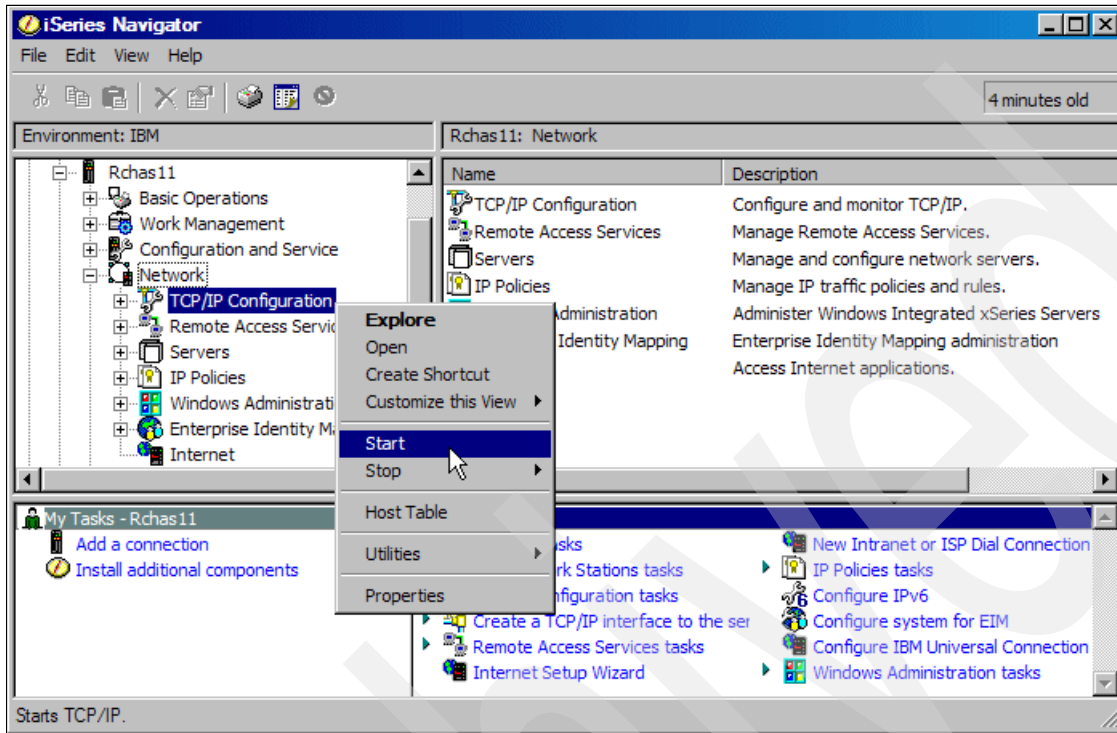 iSeries Navigator
File Edit View Help
4 minutes old
Environment: IBM
Rchas11: Network
Rchas11
Basic Operations
Work Management
Configuration and Service
Network
TCP/IP Configuration
Remote Access Servic
Servers
IP Policies
Windows Administrati
Enterprise Identity M
Internet
Name Description
TCP/IP Configuration Configure and monitor TCP/IP.
Remote Access Services Manage Remote Access Services.
Servers Manage and configure network servers.
IP Policies Manage IP traffic policies and rules.
Administration Administer Windows Integrated xSeries Servers
Identity Mapping Enterprise Identity Mapping administration
Access Internet applications.
Explore
Open
Create Shortcut
Customize this View
Start
Stop
Host Table
Utilities
Properties
My Tasks - Rchas11
Add a connection
Install additional components
asks
rk Stations tasks
nfiguration tasks
Create a TCP/IP interface to the ser
Remote Access Services tasks
Internet Setup Wizard
New Intranet or ISP Dial Connection
IP Policies tasks
Configure IPv6
Configure system for EIM
Configure IBM Universal Connection
Windows Administration tasks
Starts TCP/IP.